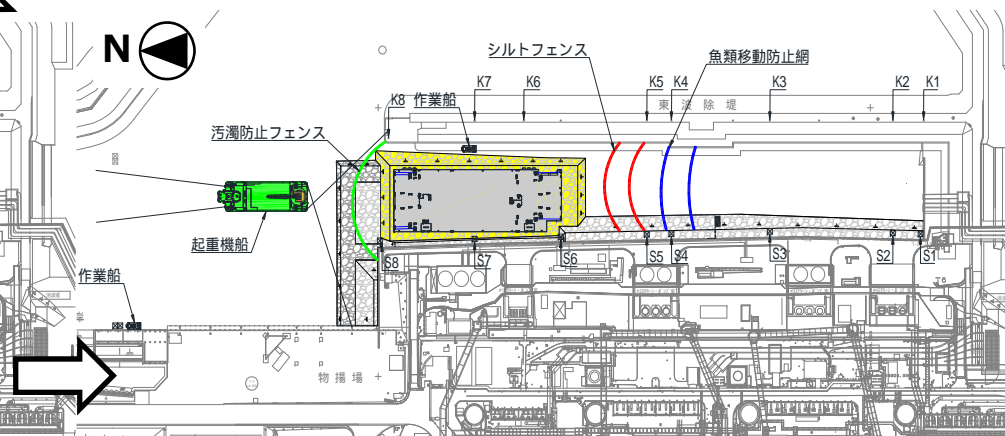 N
シルトフェンス
魚類移動防止網
K8
作業船
K7
K6
K5
K4
K3
K2
K1
東波除堤
汚濁防止フェンス
起重機船
作業船
S8
S7
S6
S5
S4
S3
S2
S1
物揚場